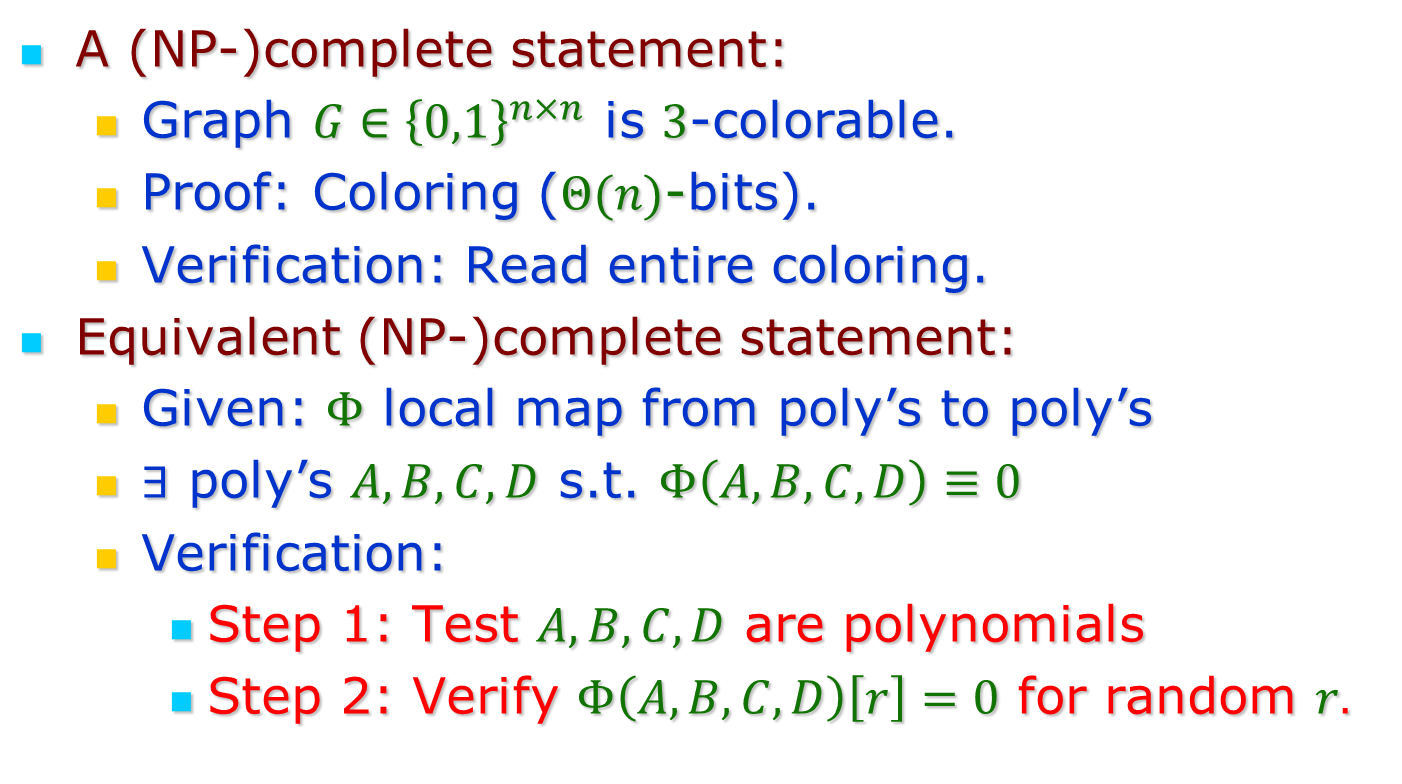 A (NP-)complete statement:
Graph G ∈ {0,1}ⁿˣⁿ is 3-colorable.
Proof: Coloring (Θ(n)-bits).
Verification: Read entire coloring.
Equivalent (NP-)complete statement:
Given: Φ local map from poly’s to poly’s
∃ poly’s A, B, C, D s.t. Φ(A, B, C, D) ≡ 0
Verification:
Step 1: Test A, B, C, D are polynomials
Step 2: Verify Φ(A, B, C, D)[r] = 0 for random r.